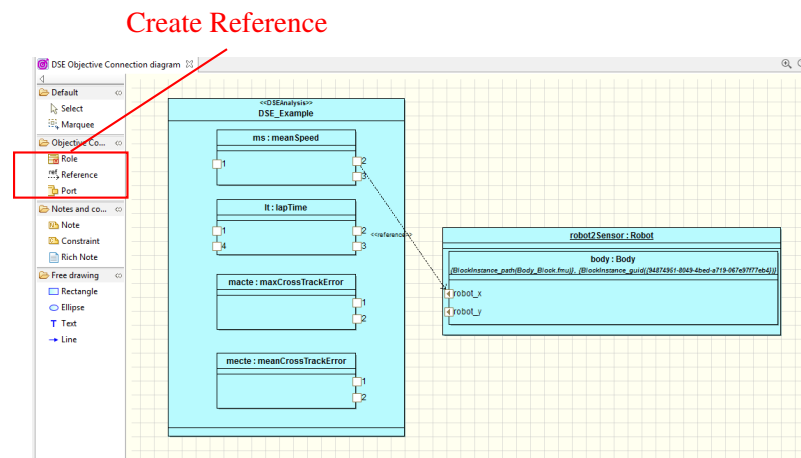 Create Reference
DSE Objective Connection diagram
Default
Select
Marquee
Objective Co...
Role
Reference
Port
Notes and co...
Note
Constraint
Rich Note
Free drawing
Rectangle
Ellipse
T Text
Line
<<DSEAnalysis>>
DSE_Example
ms : meanSpeed
1
2
3
lt : lapTime
1
2
4
3
<<reference>>
macte : maxCrossTrackError
1
2
mecte : meanCrossTrackError
1
2
robot2Sensor : Robot
body : Body
robot_x
robot_y